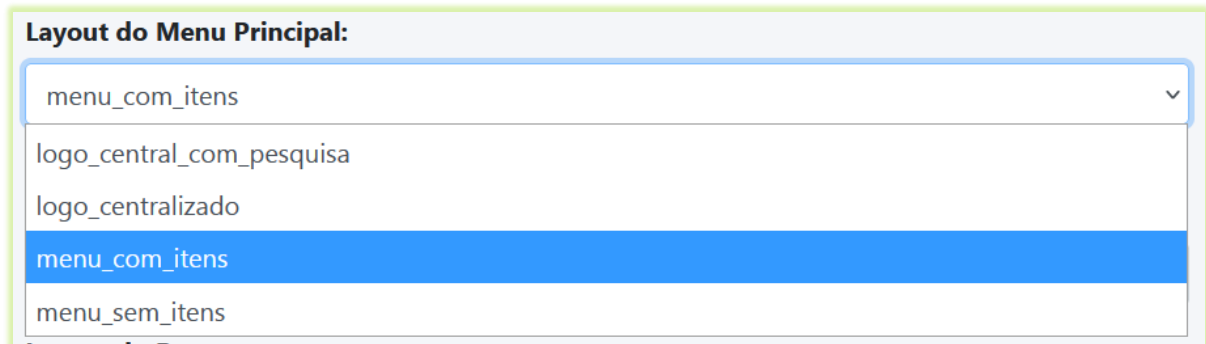 Layout do Menu Principal:
menu_com_itens
logo_central_com_pesquisa
logo_centralizado
menu_com_itens
menu_sem_itens